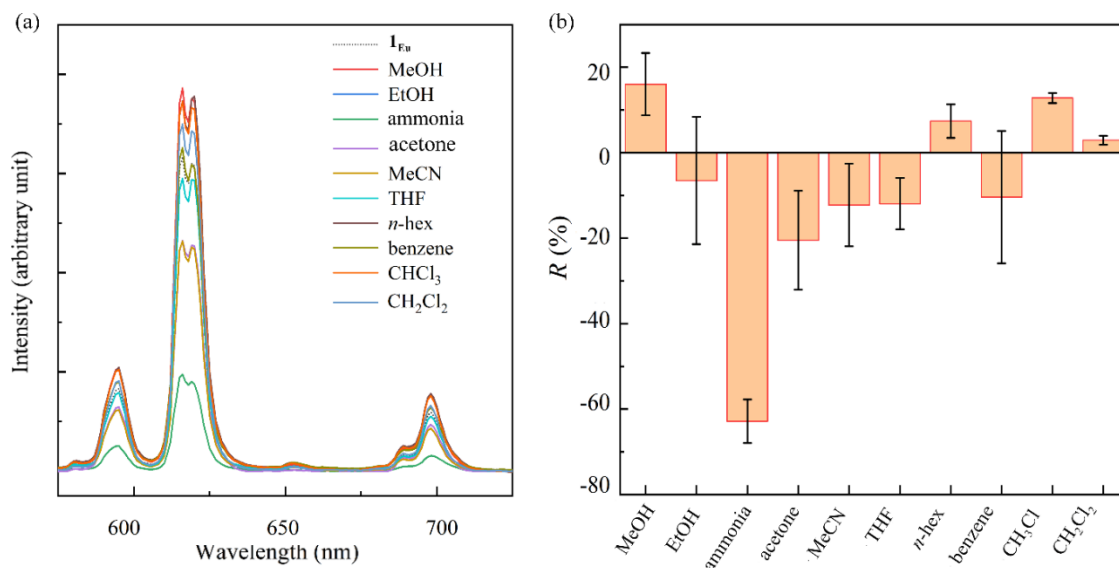 (a)
1Eu
MeOH
EtOH
ammonia
acetone
MeCN
THF
n-hex
benzene
CHCl3
CH2Cl2
Intensity (arbitrary unit)
600
650
700
Wavelength (nm)
(b)
20
0
-20
-40
-60
-80
R (%)
MeOH
EtOH
ammonia
acetone
MeCN
THF
n-hex
benzene
CH3Cl
CH2Cl2